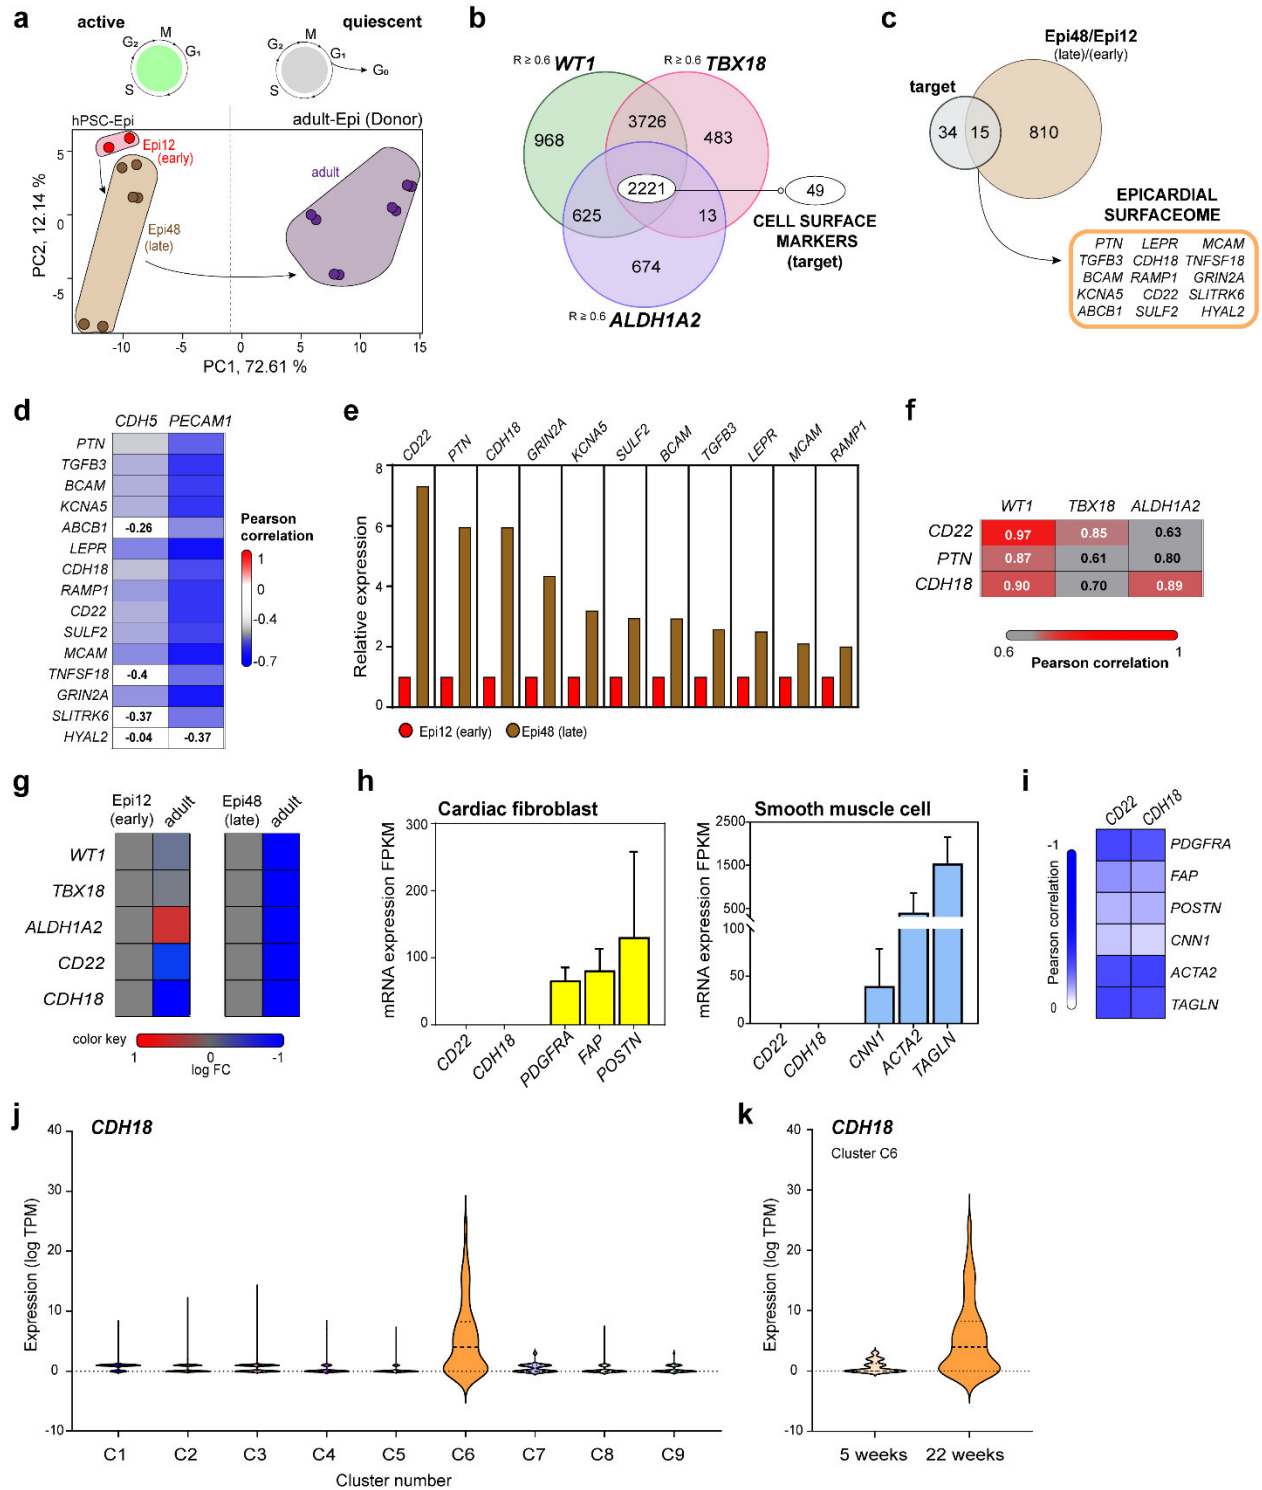 a
active
quiescent
G₂
M
G₁
S
G₂
M
G₁
G₀
S
hPSC-Epi
adult-Epi (Donor)
Epi12
(early)
adult
Epi48
(late)
5
0
-5
PC2, 12.14 %
-10
-5
0
5
10
15
PC1, 72.61 %
b
R ≥ 0.6 WT1
R ≥ 0.6 TBX18
968
3726
483
2221
49
625
13
674
CELL SURFACE
MARKERS
(target)
R ≥ 0.6 ALDH1A2
c
Epi48/Epi12
(late)/(early)
target
34
15
810
EPICARDIAL
SURFACEOME
PTN LEPR MCAM
TGFB3 CDH18 TNFSF18
BCAM RAMP1 GRIN2A
KCNA5 CD22 SLITRK6
ABCB1 SULF2 HYAL2
d
CDH5 PECAM1
PTN
TGFB3
BCAM
KCNA5
ABCB1 -0.26
LEPR
CDH18
RAMP1
CD22
SULF2
MCAM
TNFSF18 -0.4
GRIN2A
SLITRK6 -0.37
HYAL2 -0.04 -0.37
Pearson
correlation
1
0
-0.4
-0.7
e
CD22 PTN CDH18 GRIN2A KCNA5 SULF2 BCAM TGFB3 LEPR MCAM RAMP1
8
6
4
2
0
Relative expression
Epi12 (early) Epi48 (late)
f
WT1 TBX18 ALDH1A2
CD22 0.97 0.85 0.63
PTN 0.87 0.61 0.80
CDH18 0.90 0.70 0.89
0.6 1
Pearson correlation
g
Epi12
(early)
adult
Epi48
(late)
adult
WT1
TBX18
ALDH1A2
CD22
CDH18
color key
1 0 -1
log FC
h
Cardiac fibroblast
300
200
100
0
mRNA expression FPKM
CD22 CDH18 PDGFRA FAP POSTN
Smooth muscle cell
2500
1500
500
100
50
0
mRNA expression FPKM
CD22 CDH18 CNN1 ACTA2 TAGLN
i
CD22 CDH18
-1
0
Pearson correlation
PDGFRA
FAP
POSTN
CNN1
ACTA2
TAGLN
j
CDH18
40
30
20
10
0
-10
Expression (log TPM)
C1 C2 C3 C4 C5 C6 C7 C8 C9
Cluster number
k
CDH18
Cluster C6
40
30
20
10
0
-10
Expression (log TPM)
5 weeks 22 weeks